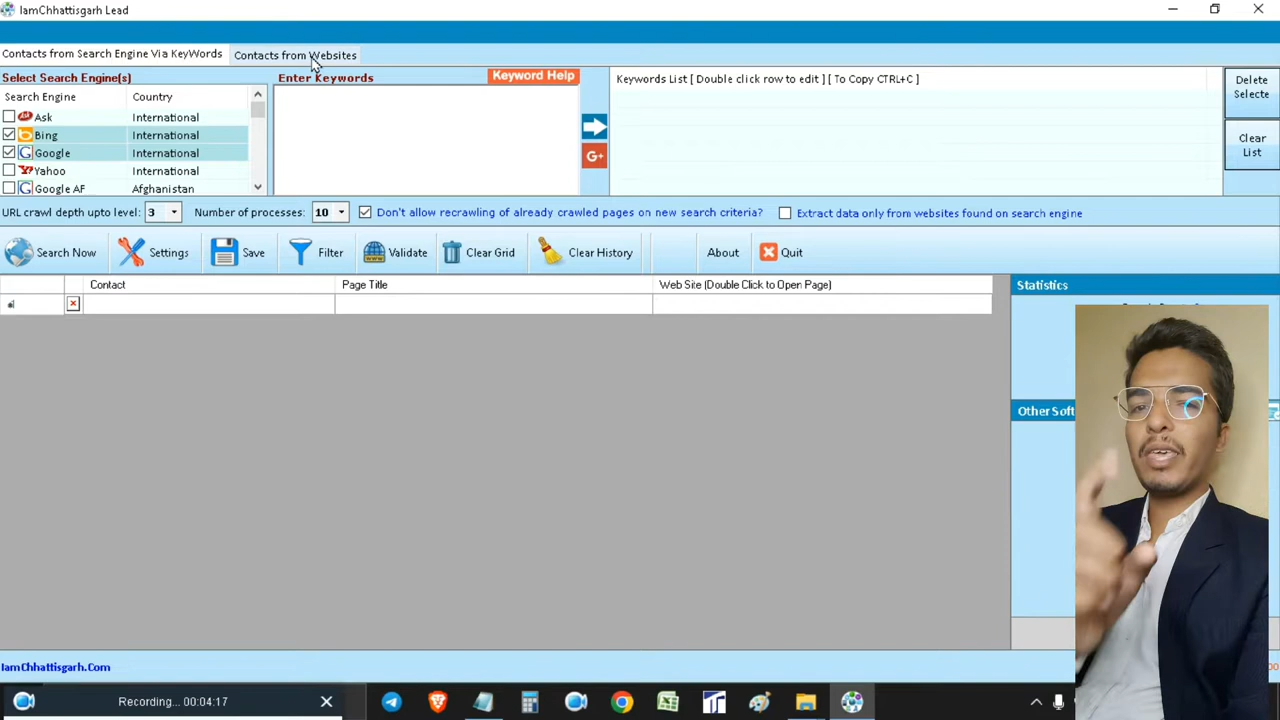 IamChhattisgarh Lead
Contacts from Search Engine Via KeyWords
Contacts from Websites
Select Search Engine(s)
Enter Keywords
Keyword Help
Keywords List [ Double click row to edit ] [ To Copy CTRL+C ]
Delete
Selecte
Search Engine
Country
Ask
International
Bing
International
Google
International
Yahoo
International
Google AF
Afghanistan
G+
Clear
List
URL crawl depth upto level:
3
Number of processes:
10
Don't allow recrawling of already crawled pages on new search criteria?
Extract data only from websites found on search engine
Search Now
Settings
Save
Filter
Validate
Clear Grid
Clear History
About
Quit
Contact
Page Title
Web Site (Double Click to Open Page)
Statistics
Other Soft
IamChhattisgarh.Com
Recording... 00:04:17